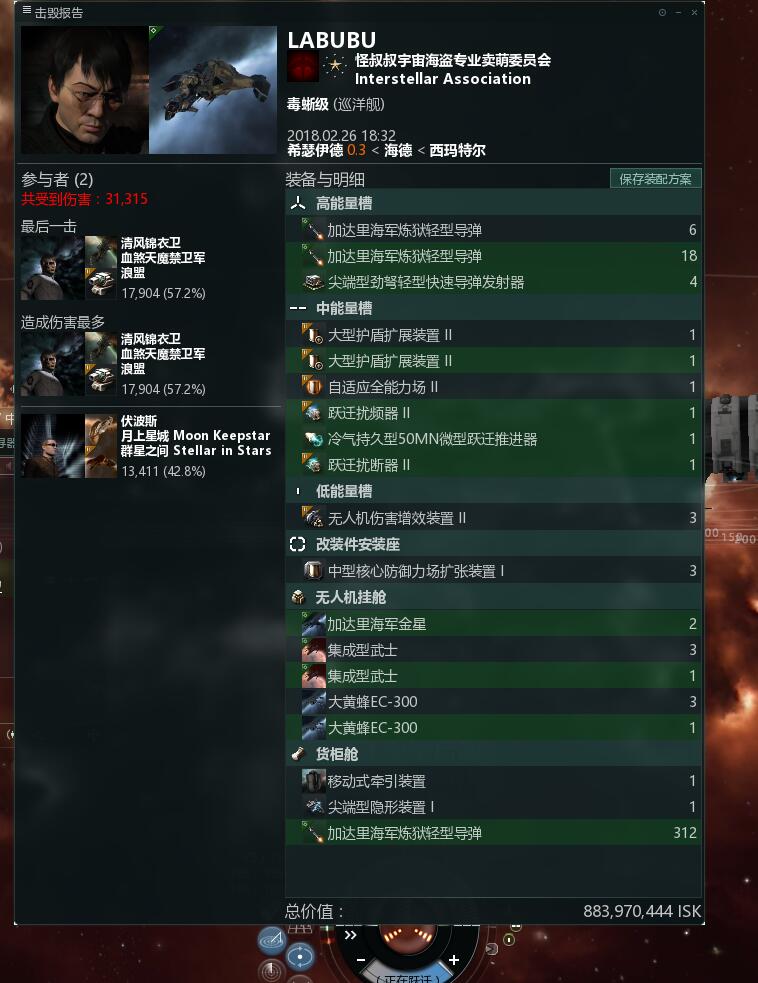 击毁报告
LABUBU
怪叔叔宇宙海盗专业卖萌委员会
Interstellar Association
毒蜥级 (巡洋舰)
2018.02.26 18:32
希瑟伊德 0.3 < 海德 < 西玛特尔
参与者 (2)
共受到伤害：31,315
最后一击
清风锦衣卫
血煞天魔禁卫军
浪盟
17,904 (57.2%)
造成伤害最多
清风锦衣卫
血煞天魔禁卫军
浪盟
17,904 (57.2%)
伏波斯
月上星城 Moon Keepstar
群星之间 Stellar in Stars
13,411 (42.8%)
装备与明细
保存装配方案
高能量槽
加达里海军炼狱轻型导弹 6
加达里海军炼狱轻型导弹 18
尖端型劲弩轻型快速导弹发射器 4
中能量槽
大型护盾扩展装置 II 1
大型护盾扩展装置 II 1
自适应全能力场 II 1
跃迁扰频器 II 1
冷气持久型50MN微型跃迁推进器 1
跃迁扰断器 II 1
低能量槽
无人机伤害增效装置 II 3
改装件安装座
中型核心防御力场扩张装置 I 3
无人机挂舱
加达里海军金星 2
集成型武士 3
集成型武士 1
大黄蜂EC-300 3
大黄蜂EC-300 1
货柜舱
移动式牵引装置 1
尖端型隐形装置 I 1
加达里海军炼狱轻型导弹 312
总价值： 883,970,444 ISK
(正在跃迁)